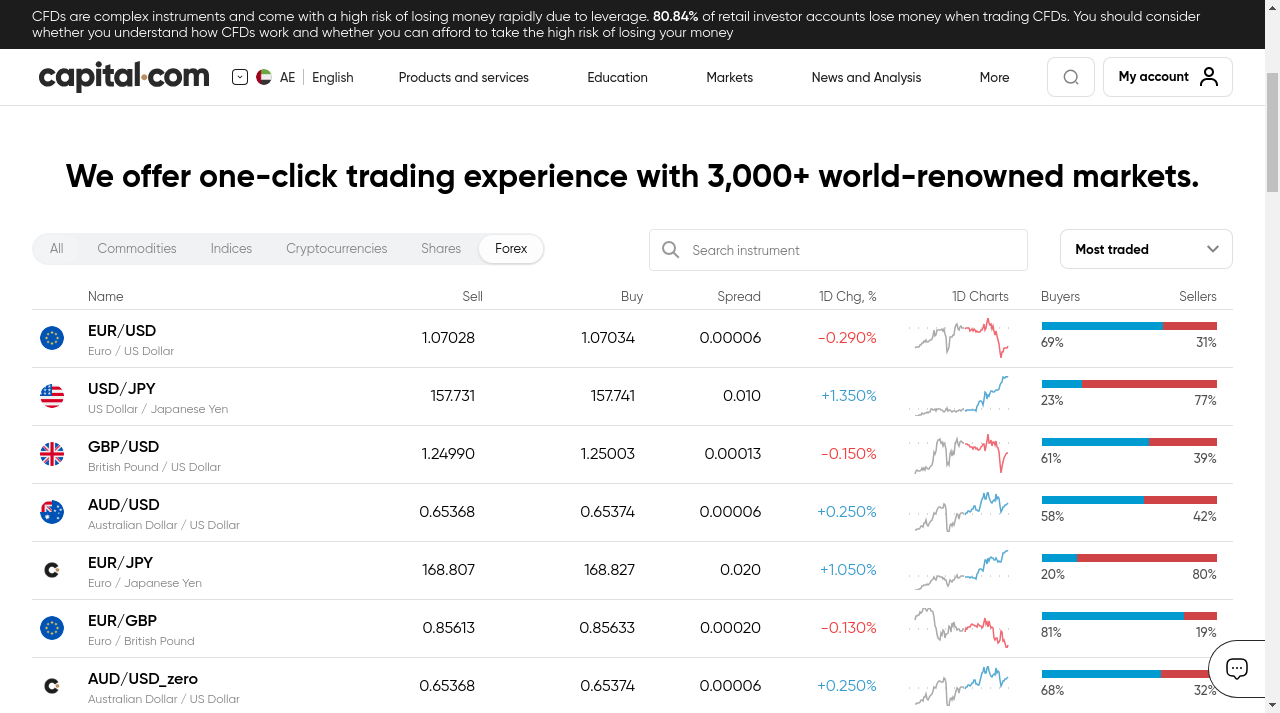 CFDs are complex instruments and come with a high risk of losing money rapidly due to leverage. 80.84% of retail investor accounts lose money when trading CFDs. You should consider
whether you understand how CFDs work and whether you can afford to take the high risk of losing your money
capital.com AE English Products and services Education Markets News and Analysis More My account
We offer one-click trading experience with 3,000+ world-renowned markets.
All Commodities Indices Cryptocurrencies Shares Forex Search instrument Most traded
Name Sell Buy Spread 1D Chg, % 1D Charts Buyers Sellers
EUR/USD 1.07028 1.07034 0.00006 -0.290% 69% 31%
Euro / US Dollar
USD/JPY 157.731 157.741 0.010 +1.350% 23% 77%
US Dollar / Japanese Yen
GBP/USD 1.24990 1.25003 0.00013 -0.150% 61% 39%
British Pound / US Dollar
AUD/USD 0.65368 0.65374 0.00006 +0.250% 58% 42%
Australian Dollar / US Dollar
EUR/JPY 168.807 168.827 0.020 +1.050% 20% 80%
Euro / Japanese Yen
EUR/GBP 0.85613 0.85633 0.00020 -0.130% 81% 19%
Euro / British Pound
AUD/USD_zero 0.65368 0.65374 0.00006 +0.250% 68% 32%
Australian Dollar / US Dollar